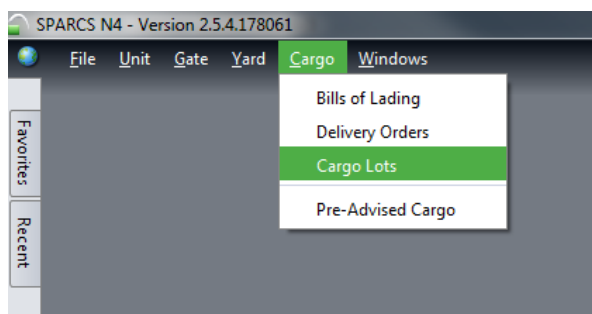 SPARCS N4 - Version 2.5.4.178061
File Unit Gate Yard Cargo Windows
Bills of Lading
Delivery Orders
Cargo Lots
Pre-Advised Cargo
Favorites
Recent